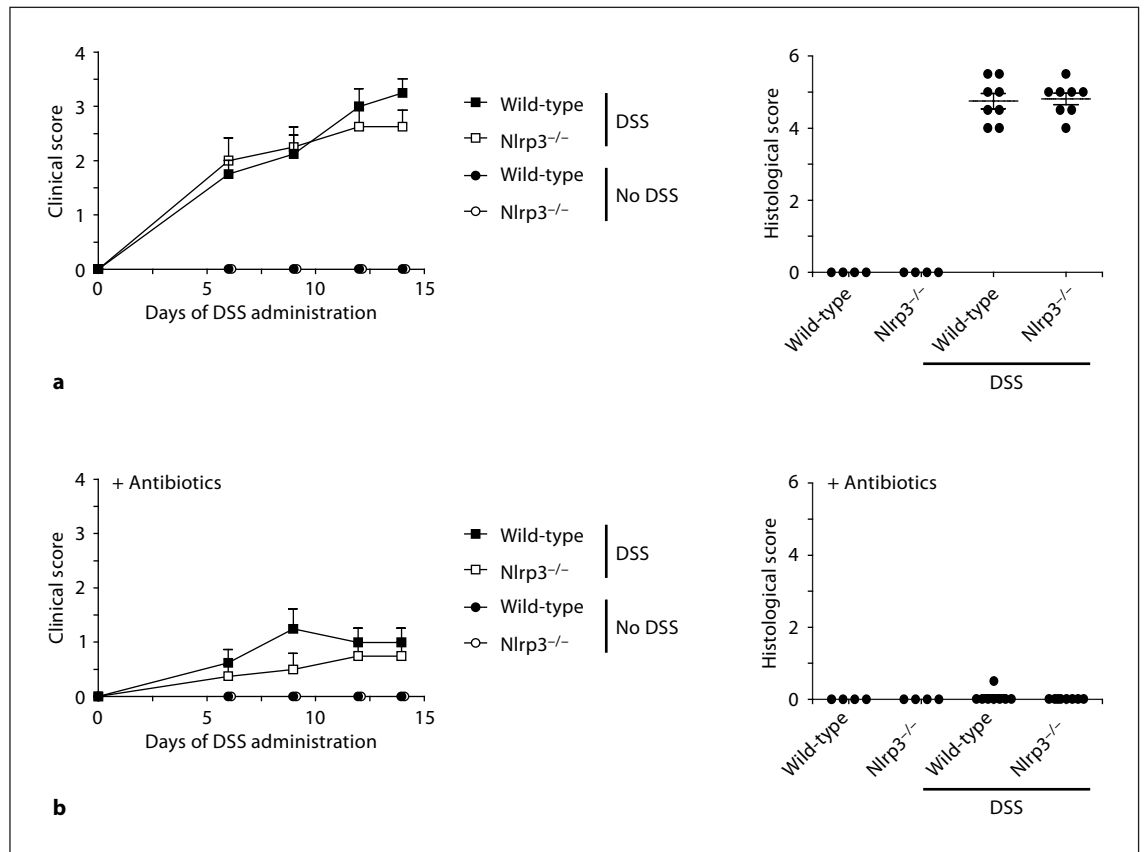 4
3
2
1
0
Clinical score
0 5 10 15
Days of DSS administration
Wild-type
Nlrp3–/–
DSS
Wild-type
Nlrp3–/–
No DSS
6
4
2
0
Histological score
Wild-type
Nlrp3–/–
Wild-type
Nlrp3–/–
DSS
a
+ Antibiotics
4
3
2
1
0
Clinical score
0 5 10 15
Days of DSS administration
Wild-type
Nlrp3–/–
DSS
Wild-type
Nlrp3–/–
No DSS
+ Antibiotics
6
4
2
0
Histological score
Wild-type
Nlrp3–/–
Wild-type
Nlrp3–/–
DSS
b